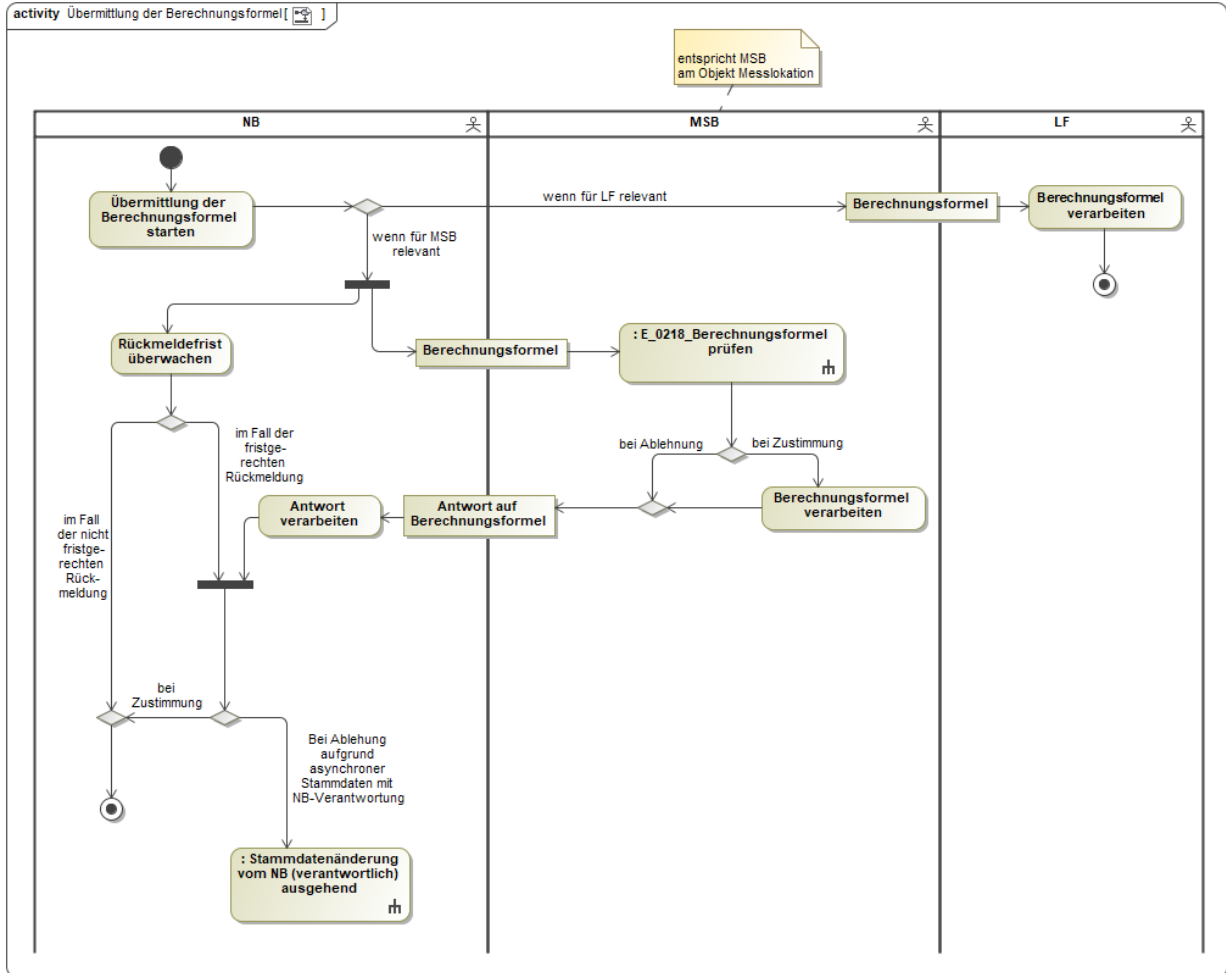 activity Übermittlung der Berechnungsformel[ ]
entspricht MSB
am Objekt Messlokation
NB
MSB
LF
Übermittlung der
Berechnungsformel
starten
wenn für LF relevant
Berechnungsformel
Berechnungsformel
verarbeiten
wenn für MSB
relevant
Rückmeldefrist
überwachen
Berechnungsformel
: E_0218_Berechnungsformel
prüfen
im Fall der
fristge-
rechten
Rückmeldung
bei Ablehnung
bei Zustimmung
Antwort
verarbeiten
Antwort auf
Berechnungsformel
Berechnungsformel
verarbeiten
im Fall
der nicht
fristge-
rechten
Rück-
meldung
bei
Zustimmung
Bei Ablehung
aufgrund
asynchroner
Stammdaten mit
NB-Verantwortung
: Stammdatenänderung
vom NB (verantwortlich)
ausgehend